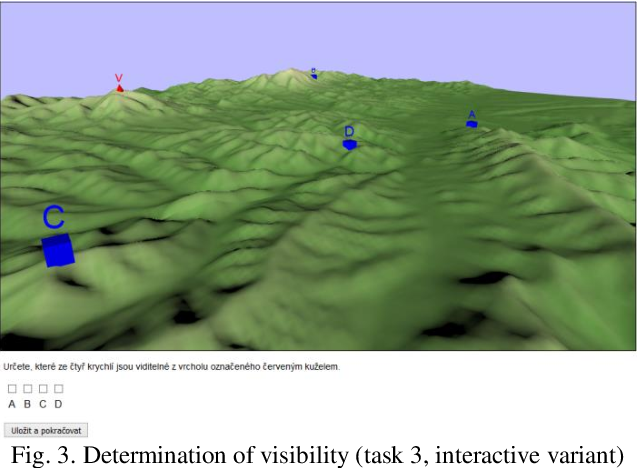 V
A
D
C
Určete, které ze čtyř krychlí jsou viditelné z vrcholu označeného červeným kuželem.
A B C D
Uložit a pokračovat
Fig. 3. Determination of visibility (task 3, interactive variant)